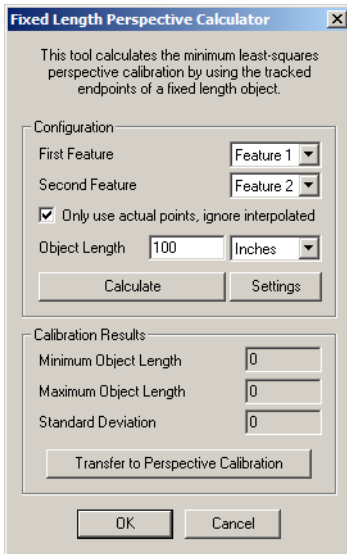 Fixed Length Perspective Calculator
This tool calculates the minimum least-squares
perspective calibration by using the tracked
endpoints of a fixed length object.
Configuration
First Feature Feature 1
Second Feature Feature 2
Only use actual points, ignore interpolated
Object Length 100 Inches
Calculate Settings
Calibration Results
Minimum Object Length 0
Maximum Object Length 0
Standard Deviation 0
Transfer to Perspective Calibration
OK Cancel